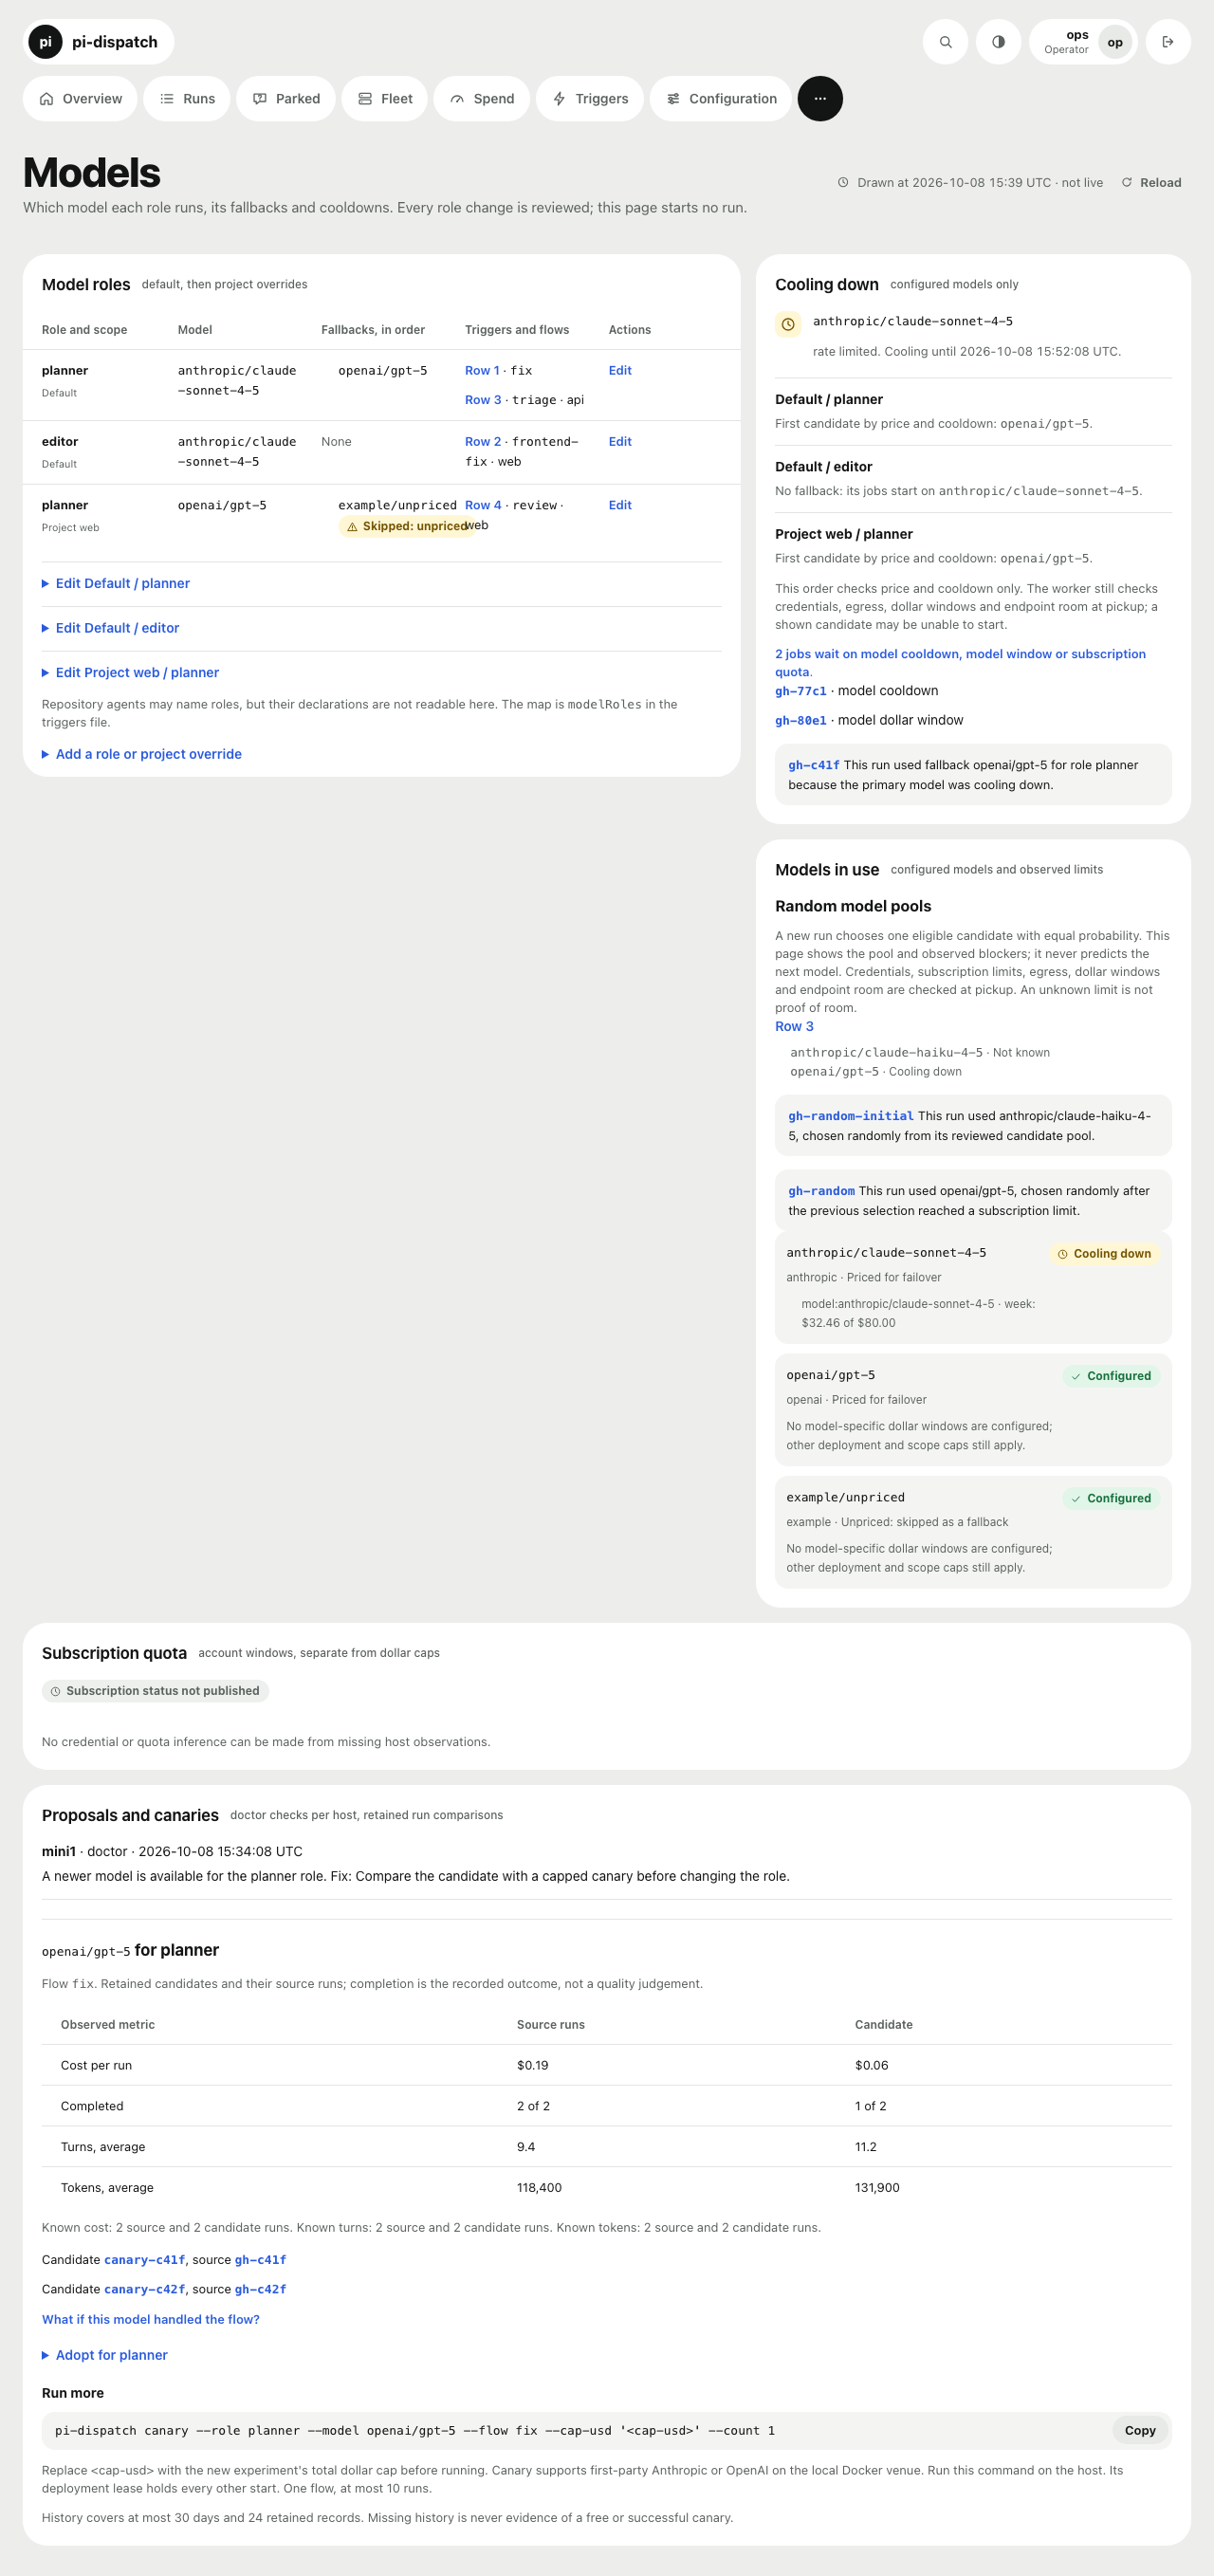 pi pi-dispatch
ops
Operator
op
Overview Runs Parked Fleet Spend Triggers Configuration ···
Models
Drawn at 2026-10-08 15:39 UTC · not live Reload
Which model each role runs, its fallbacks and cooldowns. Every role change is reviewed; this page starts no run.
Model roles default, then project overrides
Role and scope Model Fallbacks, in order Triggers and flows Actions
planner
Default
anthropic/claude
-sonnet-4-5
openai/gpt-5
Row 1 · fix
Row 3 · triage · api
Edit
editor
Default
anthropic/claude
-sonnet-4-5
None
Row 2 · frontend-
fix · web
Edit
planner
Project web
openai/gpt-5
example/unpriced
Skipped: unpriced
Row 4 · review ·
web
Edit
Edit Default / planner
Edit Default / editor
Edit Project web / planner
Repository agents may name roles, but their declarations are not readable here. The map is modelRoles in the
triggers file.
Add a role or project override
Cooling down configured models only
anthropic/claude-sonnet-4-5
rate limited. Cooling until 2026-10-08 15:52:08 UTC.
Default / planner
First candidate by price and cooldown: openai/gpt-5.
Default / editor
No fallback: its jobs start on anthropic/claude-sonnet-4-5.
Project web / planner
First candidate by price and cooldown: openai/gpt-5.
This order checks price and cooldown only. The worker still checks
credentials, egress, dollar windows and endpoint room at pickup; a
shown candidate may be unable to start.
2 jobs wait on model cooldown, model window or subscription
quota.
gh-77c1 · model cooldown
gh-80e1 · model dollar window
gh-c41f This run used fallback openai/gpt-5 for role planner
because the primary model was cooling down.
Models in use configured models and observed limits
Random model pools
A new run chooses one eligible candidate with equal probability. This
page shows the pool and observed blockers; it never predicts the
next model. Credentials, subscription limits, egress, dollar windows
and endpoint room are checked at pickup. An unknown limit is not
proof of room.
Row 3
anthropic/claude-haiku-4-5 · Not known
openai/gpt-5 · Cooling down
gh-random-initial This run used anthropic/claude-haiku-4-
5, chosen randomly from its reviewed candidate pool.
gh-random This run used openai/gpt-5, chosen randomly after
the previous selection reached a subscription limit.
anthropic/claude-sonnet-4-5 Cooling down
anthropic · Priced for failover
model:anthropic/claude-sonnet-4-5 · week:
$32.46 of $80.00
openai/gpt-5 Configured
openai · Priced for failover
No model-specific dollar windows are configured;
other deployment and scope caps still apply.
example/unpriced Configured
example · Unpriced: skipped as a fallback
No model-specific dollar windows are configured;
other deployment and scope caps still apply.
Subscription quota account windows, separate from dollar caps
Subscription status not published
No credential or quota inference can be made from missing host observations.
Proposals and canaries doctor checks per host, retained run comparisons
mini1 · doctor · 2026-10-08 15:34:08 UTC
A newer model is available for the planner role. Fix: Compare the candidate with a capped canary before changing the role.
openai/gpt-5 for planner
Flow fix. Retained candidates and their source runs; completion is the recorded outcome, not a quality judgement.
Observed metric Source runs Candidate
Cost per run $0.19 $0.06
Completed 2 of 2 1 of 2
Turns, average 9.4 11.2
Tokens, average 118,400 131,900
Known cost: 2 source and 2 candidate runs. Known turns: 2 source and 2 candidate runs. Known tokens: 2 source and 2 candidate runs.
Candidate canary-c41f, source gh-c41f
Candidate canary-c42f, source gh-c42f
What if this model handled the flow?
Adopt for planner
Run more
pi-dispatch canary --role planner --model openai/gpt-5 --flow fix --cap-usd '<cap-usd>' --count 1 Copy
Replace <cap-usd> with the new experiment's total dollar cap before running. Canary supports first-party Anthropic or OpenAI on the local Docker venue. Run this command on the host. Its
deployment lease holds every other start. One flow, at most 10 runs.
History covers at most 30 days and 24 retained records. Missing history is never evidence of a free or successful canary.